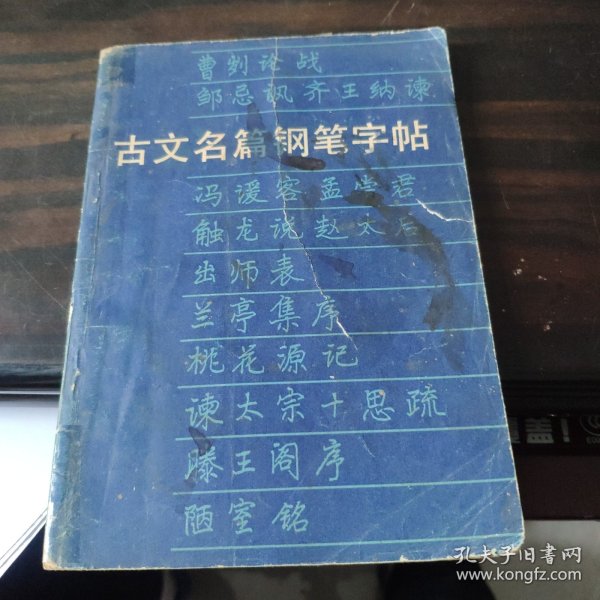 曹刿论战
邹忌讽齐王纳谏
古文名篇钢笔字帖
冯谖客孟尝君
触龙说赵太后
出师表
兰亭集序
桃花源记
谏太宗十思疏
滕王阁序
陋室铭
盖!
孔夫子旧书网
www.kongfz.com